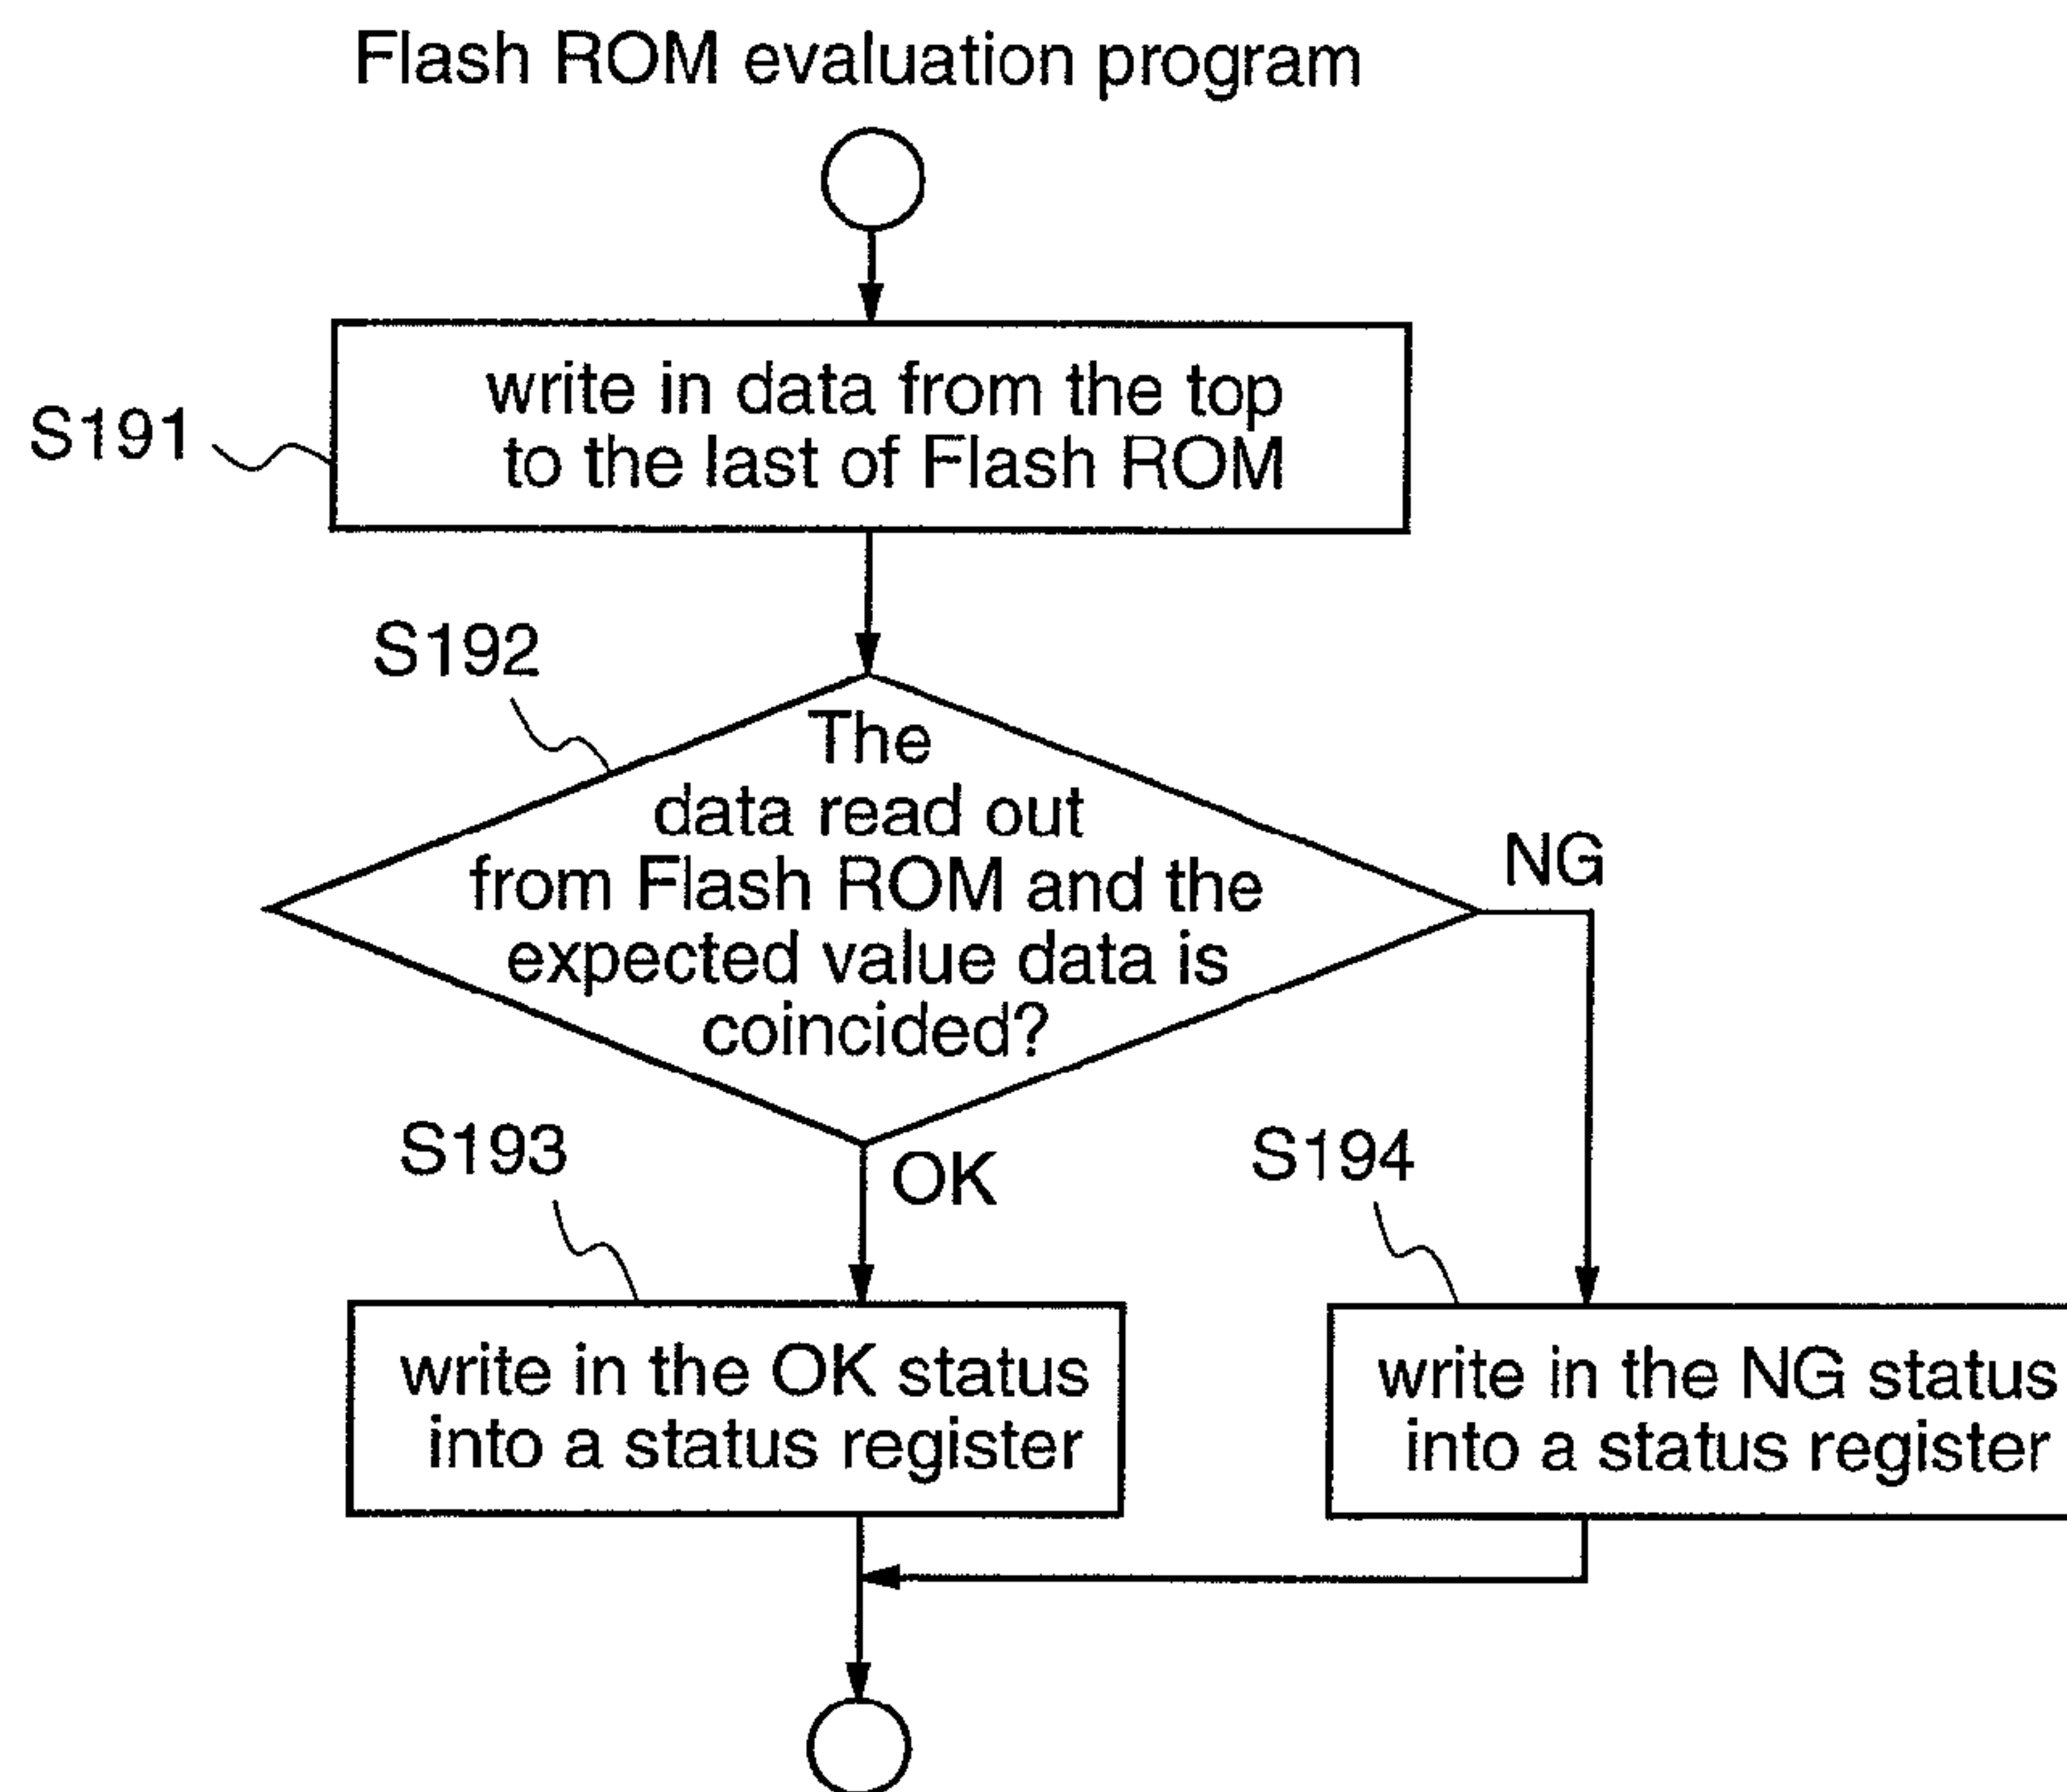 Flash ROM evaluation program
write in data from the top
to the last of Flash ROM
S191
S192
The
data read out
from Flash ROM and the
expected value data is
coincided?
NG
OK
S193
S194
write in the OK status
into a status register
write in the NG status
into a status register